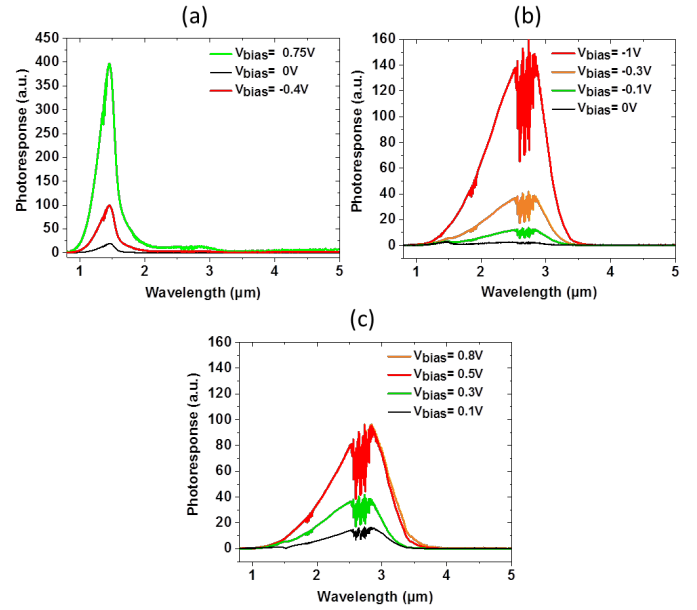 (a)
450
400
350
300
250
200
150
100
50
0
Photoresponse (a.u.)
Vbias= 0.75V
Vbias= 0V
Vbias= -0.4V
1 2 3 4 5
Wavelength (μm)
(b)
160
140
120
100
80
60
40
20
0
Photoresponse (a.u.)
Vbias= -1V
Vbias= -0.3V
Vbias= -0.1V
Vbias= 0V
1 2 3 4 5
Wavelength (μm)
(c)
160
140
120
100
80
60
40
20
0
Photoresponse (a.u.)
Vbias= 0.8V
Vbias= 0.5V
Vbias= 0.3V
Vbias= 0.1V
1 2 3 4 5
Wavelength (μm)